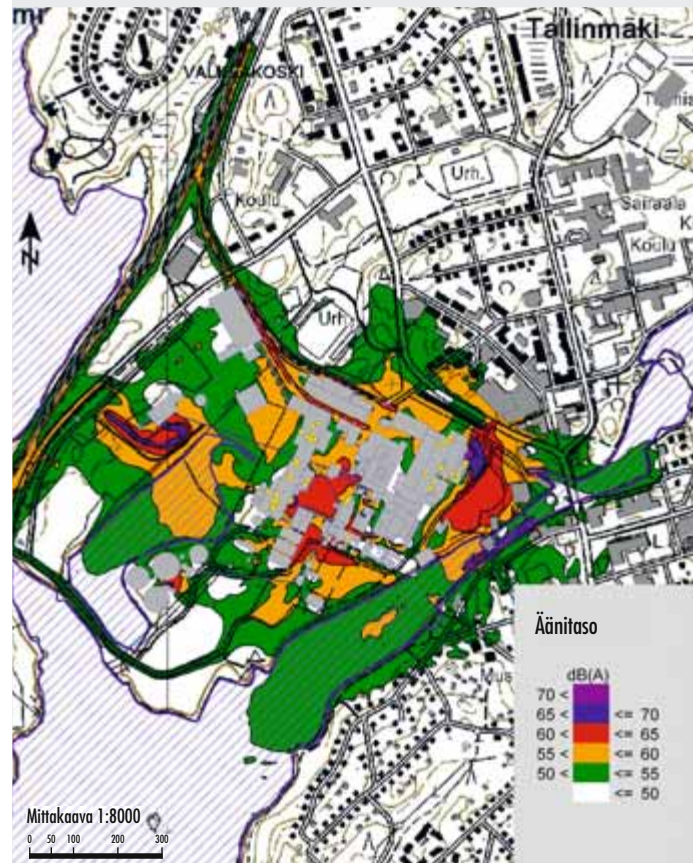 Tallinmäki
VALKEAKOSKI
Urh.
Koulu
Sairaala
Koulu
Urh.
Äänitaso
dB(A)
70 <
65 < <= 70
60 < <= 65
55 < <= 60
50 < <= 55
<= 50
Mittakaava 1:8000
0 50 100 200 300